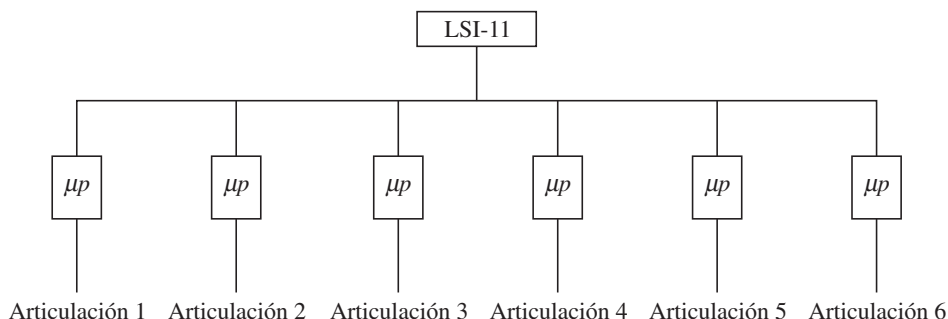 LSI-11
μp μp μp μp μp μp
Articulación 1 Articulación 2 Articulación 3 Articulación 4 Articulación 5 Articulación 6